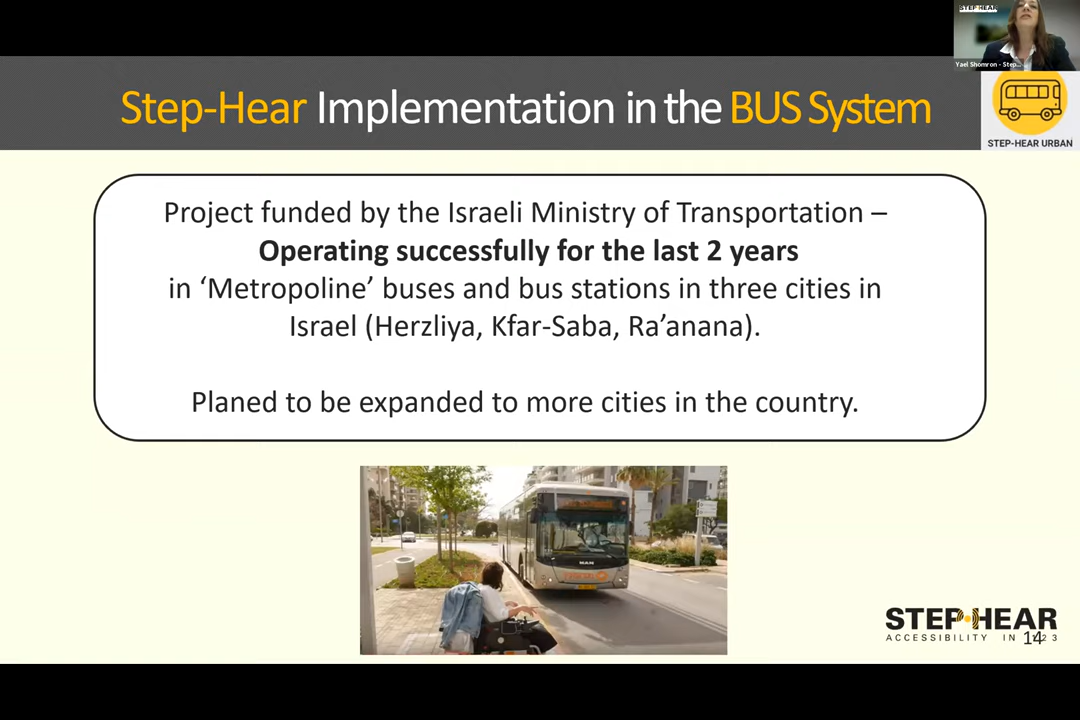 STEP-HEAR
Yael Shomron - Step...
Step-Hear Implementation in the BUS System
STEP-HEAR URBAN
Project funded by the Israeli Ministry of Transportation –
Operating successfully for the last 2 years
in ‘Metropoline’ buses and bus stations in three cities in
Israel (Herzliya, Kfar-Saba, Ra’anana).
Planed to be expanded to more cities in the country.
MAN
STEP HEAR
ACCESSIBILITY IN 23
14